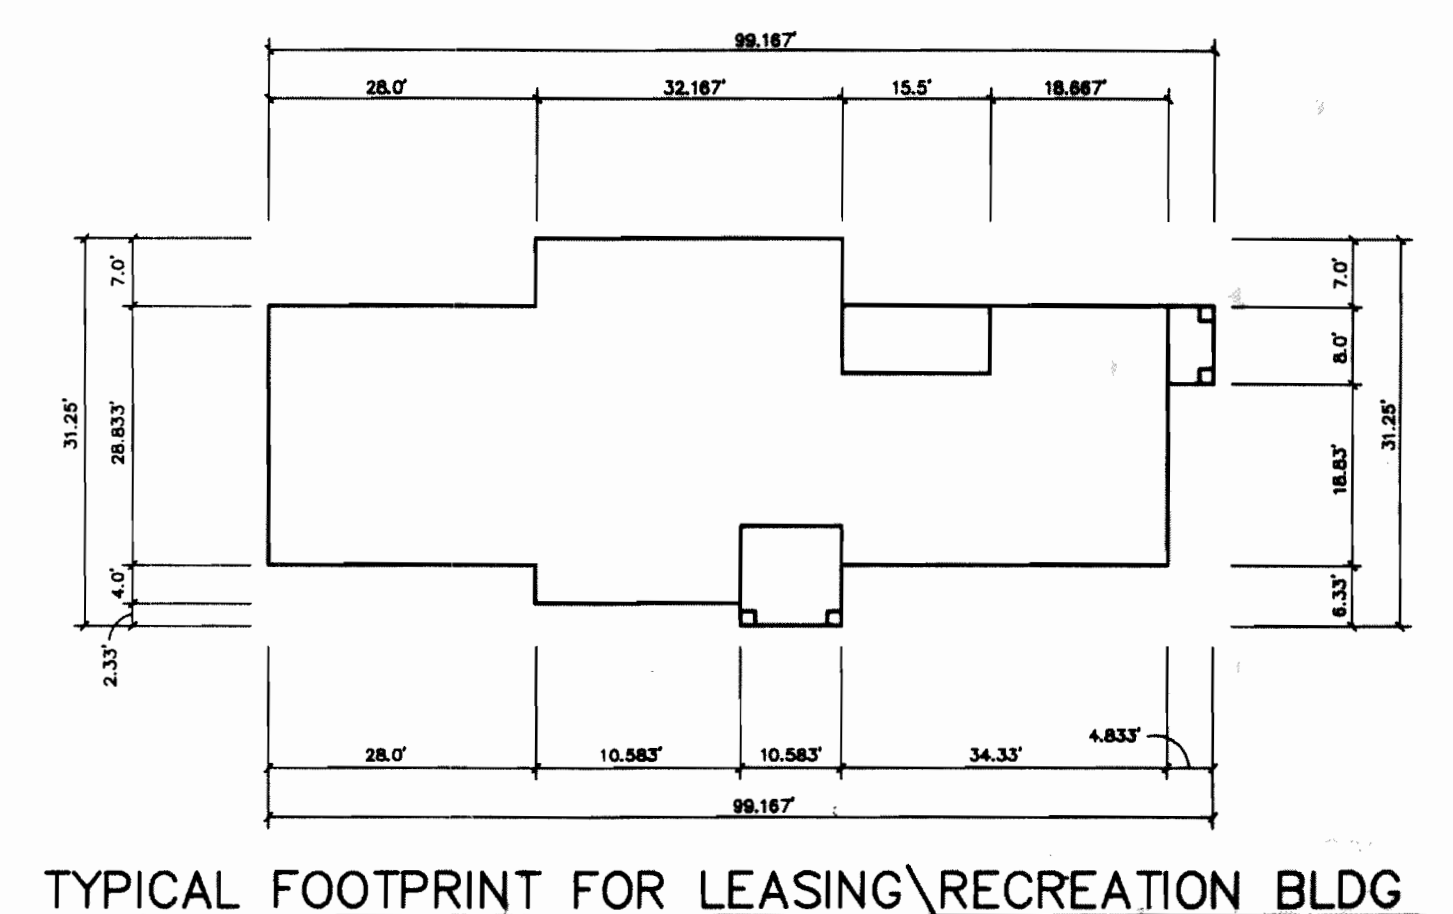 99.167'
28.0' 32.167' 15.5' 18.667'
7.0' 7.0'
8.0'
31.25' 28.833' 31.25'
18.83'
4.0' 6.33'
2.33'
4.833'
28.0' 10.583' 10.583' 34.33'
99.167'
TYPICAL FOOTPRINT FOR LEASING\RECREATION BLDG